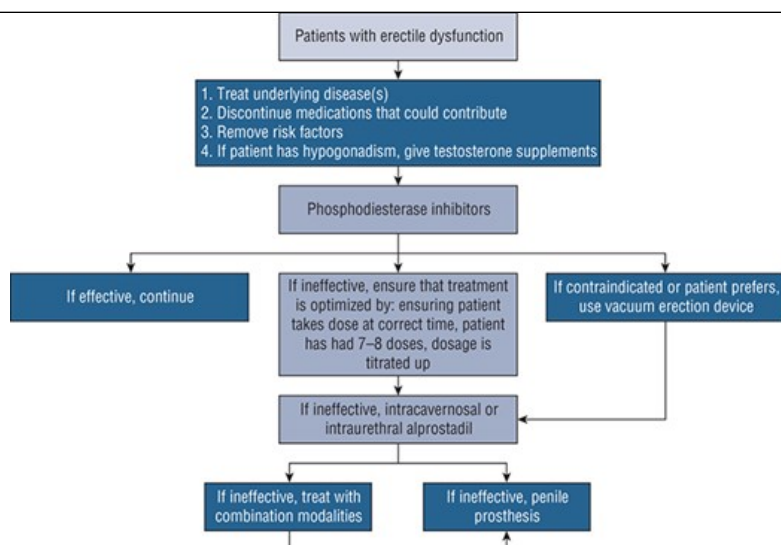 Patients with erectile dysfunction
1. Treat underlying disease(s)
2. Discontinue medications that could contribute
3. Remove risk factors
4. If patient has hypogonadism, give testosterone supplements
Phosphodiesterase inhibitors
If effective, continue
If ineffective, ensure that treatment
is optimized by: ensuring patient
takes dose at correct time, patient
has had 7–8 doses, dosage is
titrated up
If contraindicated or patient prefers,
use vacuum erection device
If ineffective, intracavernosal or
intraurethral alprostadil
If ineffective, treat with
combination modalities
If ineffective, penile
prosthesis